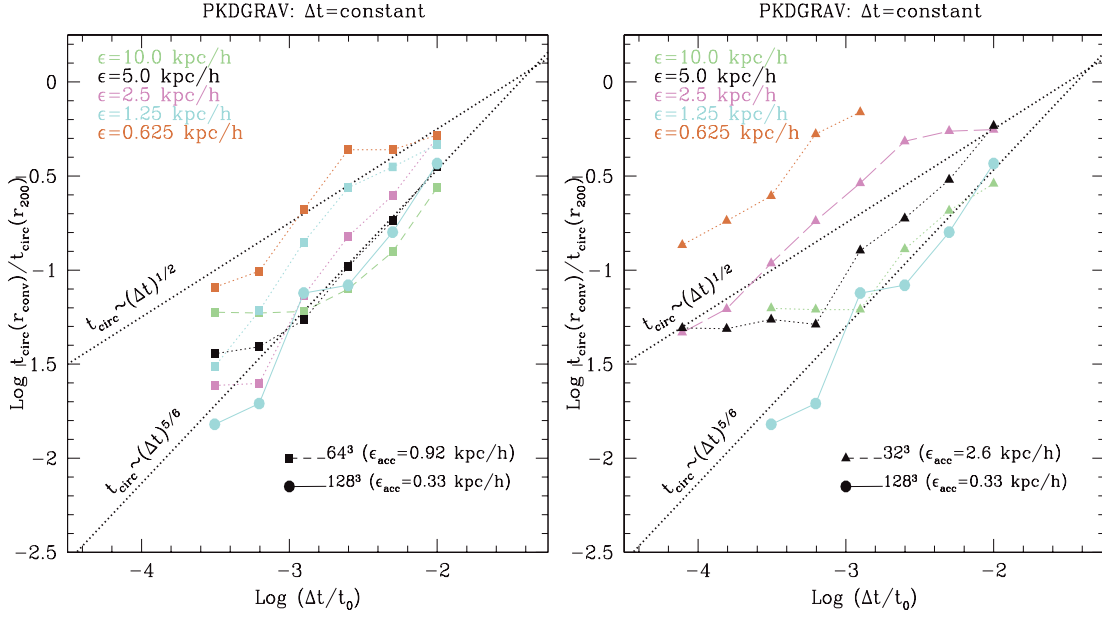 PKDGRAV: Δt=constant
ϵ=10.0 kpc/h
ϵ=5.0 kpc/h
ϵ=2.5 kpc/h
ϵ=1.25 kpc/h
ϵ=0.625 kpc/h
0
−0.5
−1
−1.5
−2
−2.5
Log t_circ(r_conv)/t_circ(r_200)
t_circ~(Δt)^1/2
t_circ~(Δt)^5/6
64³ (ϵ_acc=0.92 kpc/h)
128³ (ϵ_acc=0.33 kpc/h)
−4 −3 −2
Log (Δt/t_0)
PKDGRAV: Δt=constant
ϵ=10.0 kpc/h
ϵ=5.0 kpc/h
ϵ=2.5 kpc/h
ϵ=1.25 kpc/h
ϵ=0.625 kpc/h
0
−0.5
−1
−1.5
−2
−2.5
Log t_circ(r_conv)/t_circ(r_200)
t_circ~(Δt)^1/2
t_circ~(Δt)^5/6
32³ (ϵ_acc=2.6 kpc/h)
128³ (ϵ_acc=0.33 kpc/h)
−4 −3 −2
Log (Δt/t_0)